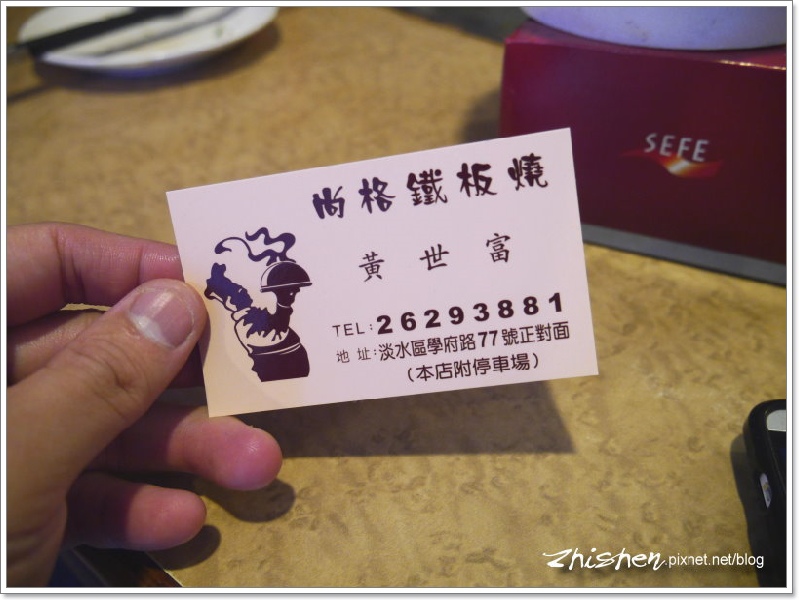 SEFE
尚格鐵板燒
黃世富
TEL:26293881
地址:淡水區學府路77號正對面
(本店附停車場)
zhishen.pixnet.net/blog